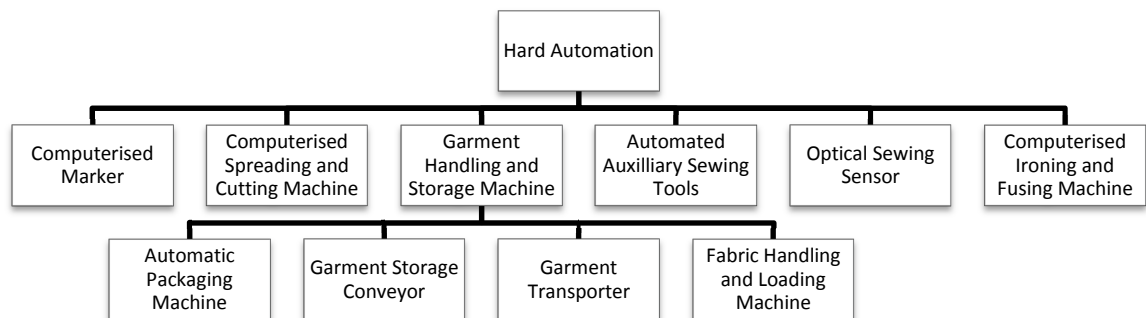 Hard Automation
Computerised
Marker
Computerised
Spreading and
Cutting Machine
Garment
Handling and
Storage Machine
Automated
Auxilliary Sewing
Tools
Optical Sewing
Sensor
Computerised
Ironing and
Fusing Machine
Automatic
Packaging
Machine
Garment Storage
Conveyor
Garment
Transporter
Fabric Handling
and Loading
Machine